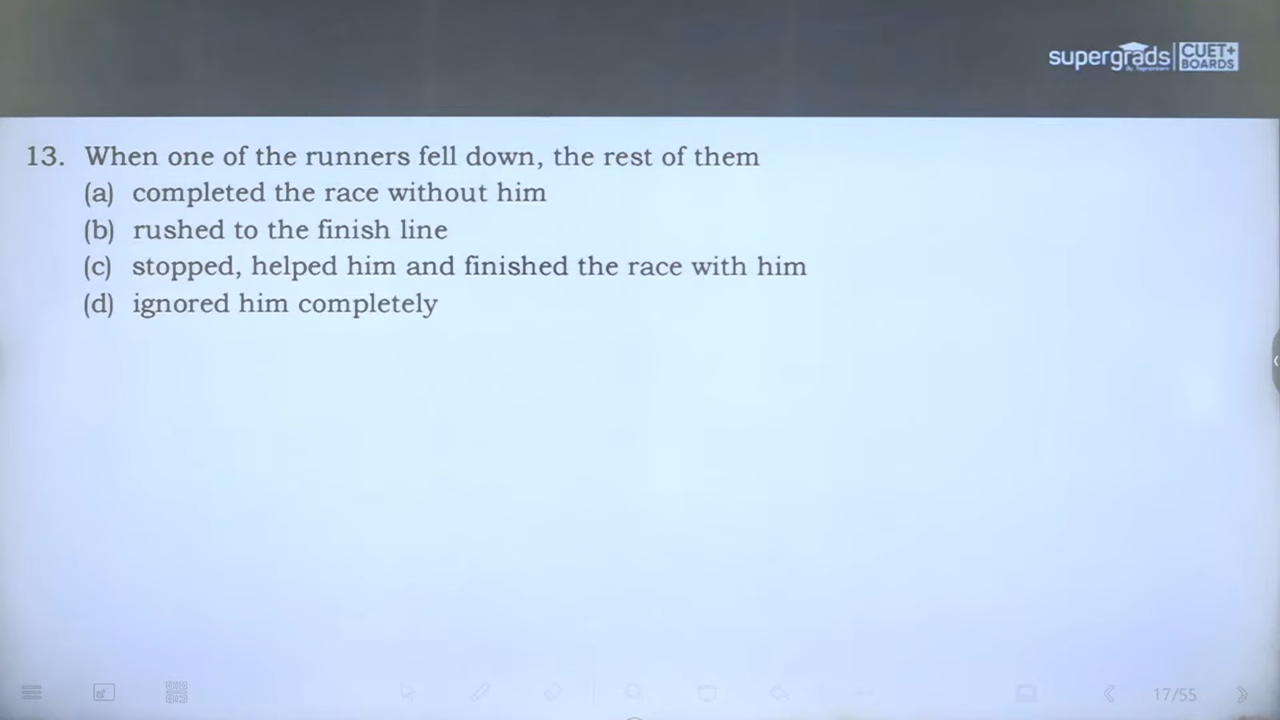 supergrads
CUET+
BOARDS
13. When one of the runners fell down, the rest of them
(a) completed the race without him
(b) rushed to the finish line
(c) stopped, helped him and finished the race with him
(d) ignored him completely
17/55